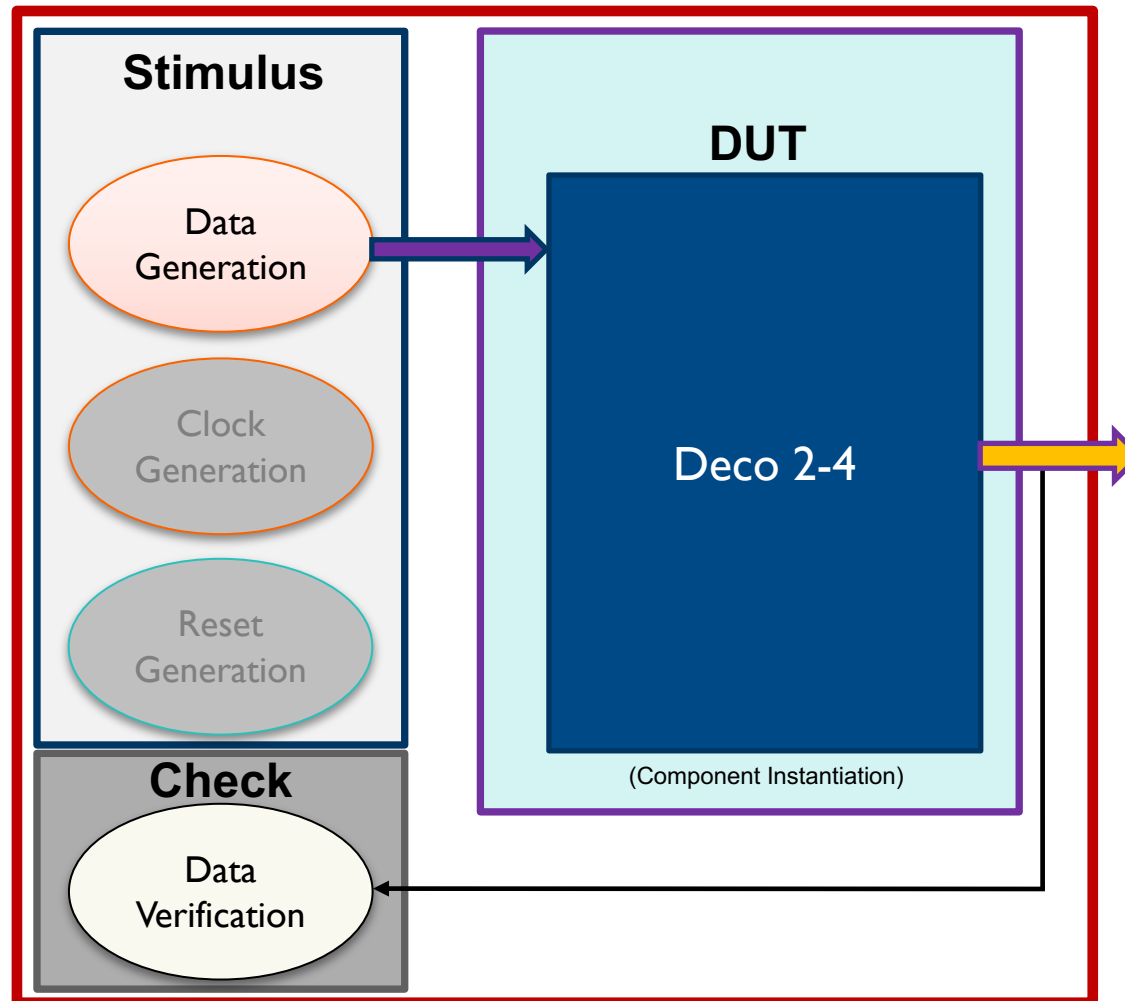 Stimulus
Data
Generation
Clock
Generation
Reset
Generation
Check
Data
Verification
DUT
Deco 2-4
(Component Instantiation)